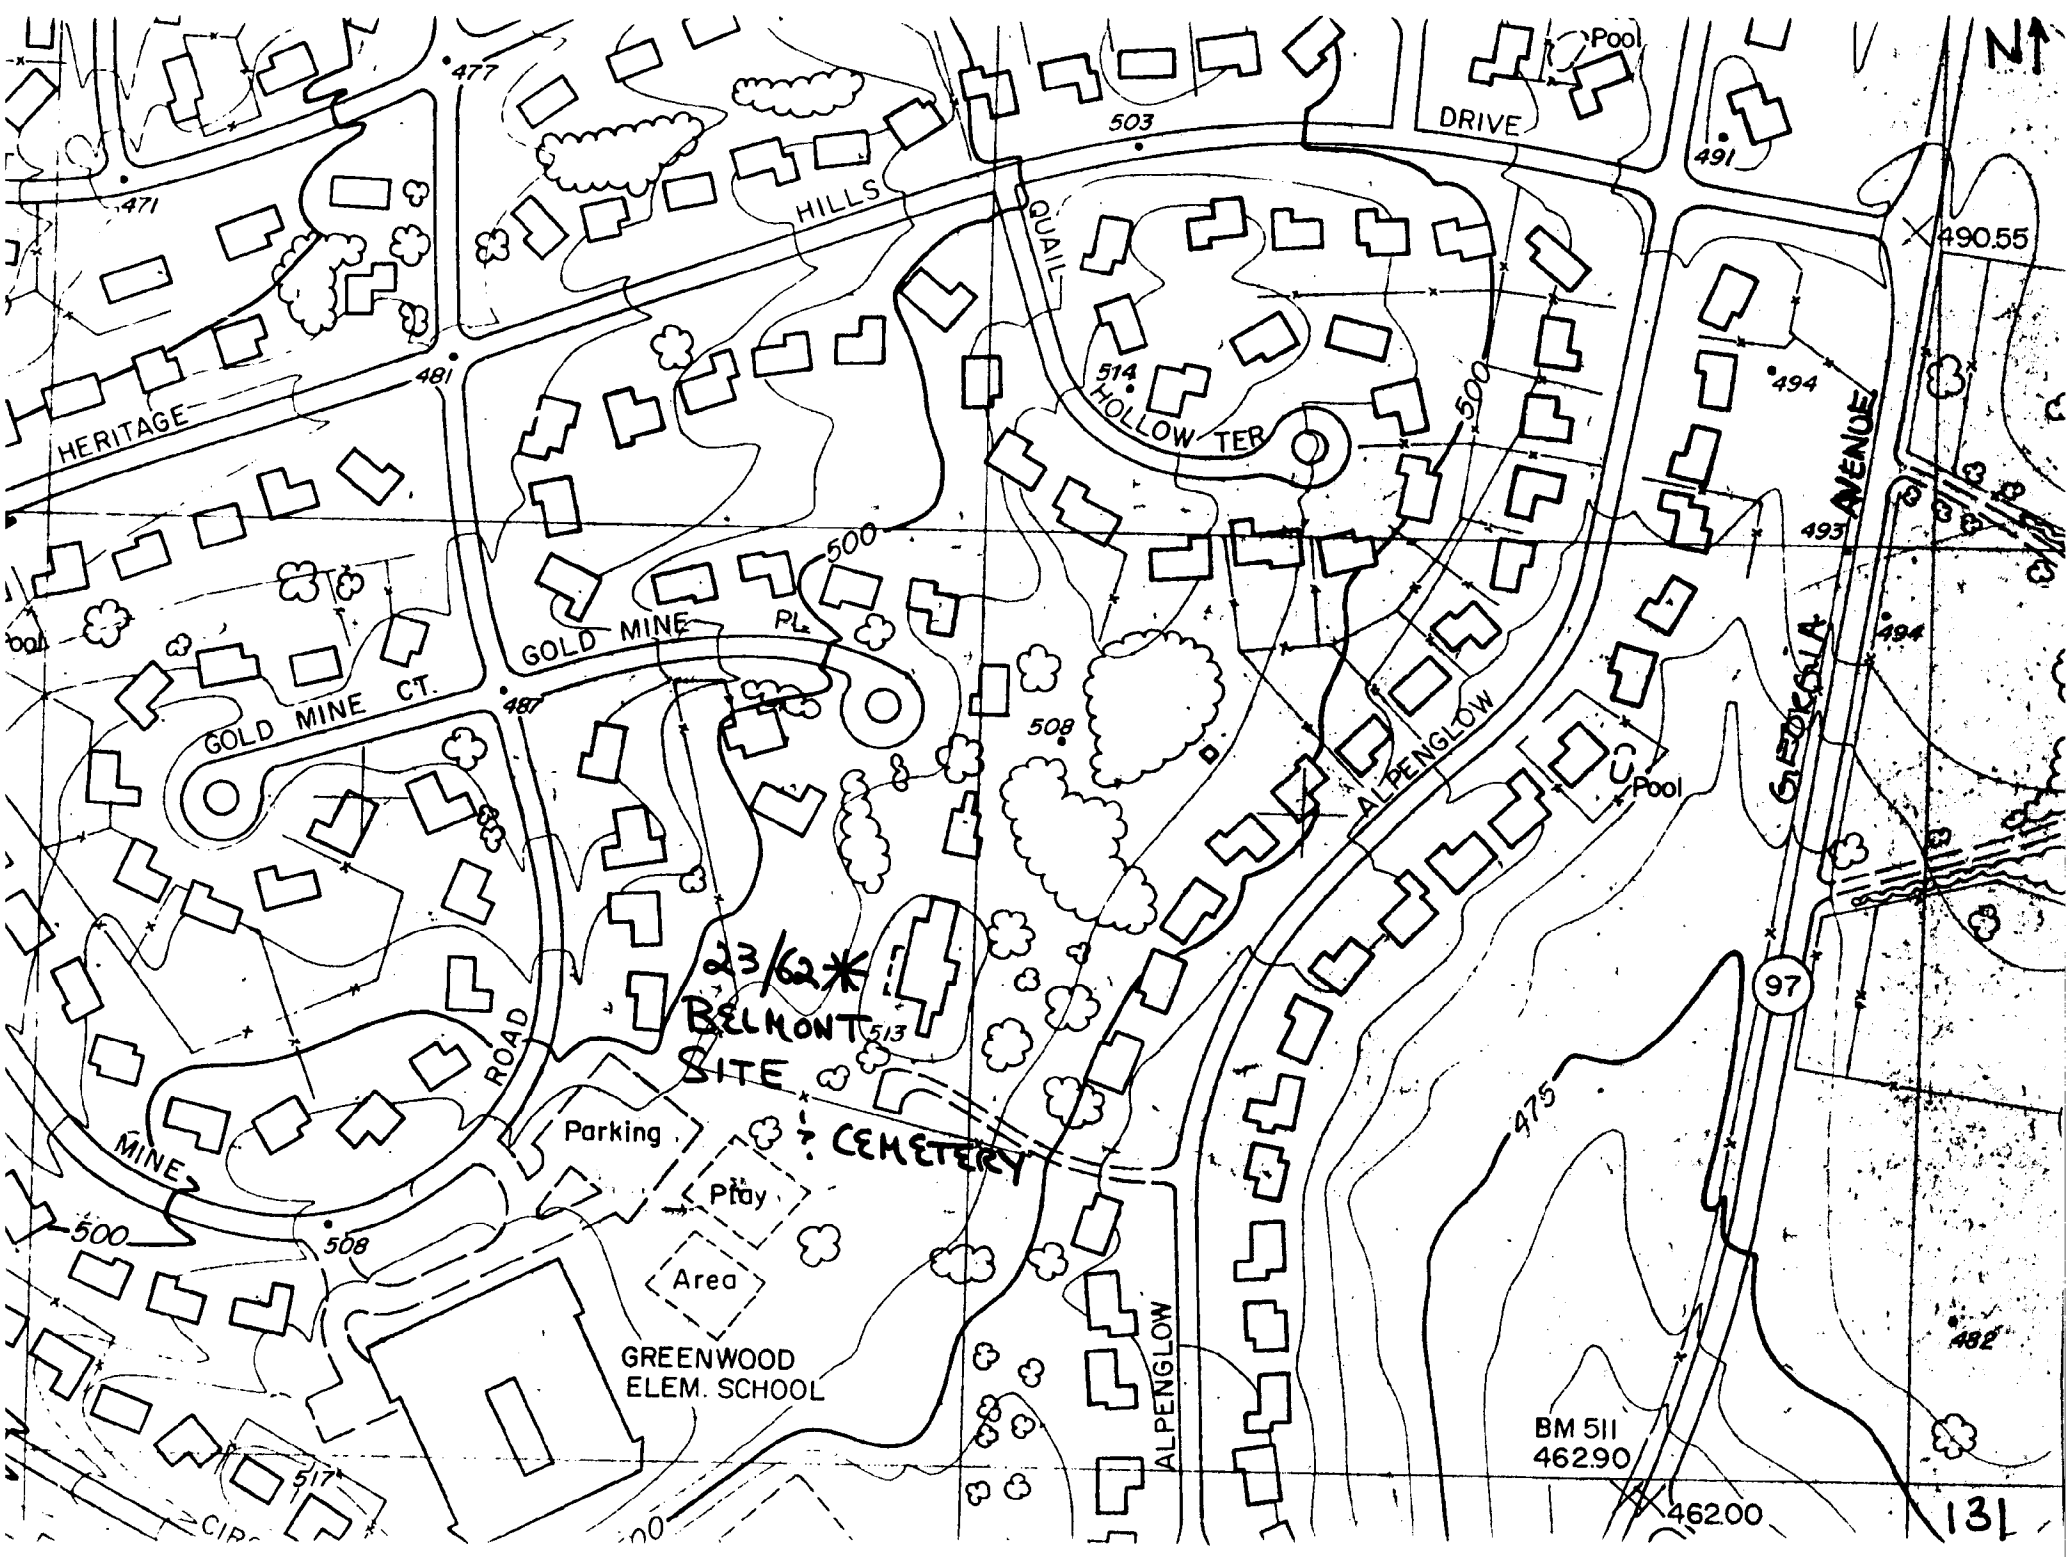 N
Pool
477
503
DRIVE
491
471
HILLS
QUAIL
490.55
481
514
HOLLOW TER
494
HERITAGE
500
AVENUE
500
493
GOLD MINE PL.
494
GEORGIA
GOLD MINE CT.
487
508
ALPENGLOW
Pool
23/62
97
BELMONT
513
SITE
ROAD
475
Parking
? CEMETERY
MINE
Play
500
508
Area
482
GREENWOOD
ELEM. SCHOOL
ALPENGLOW
BM 511
462.90
517
462.00
131